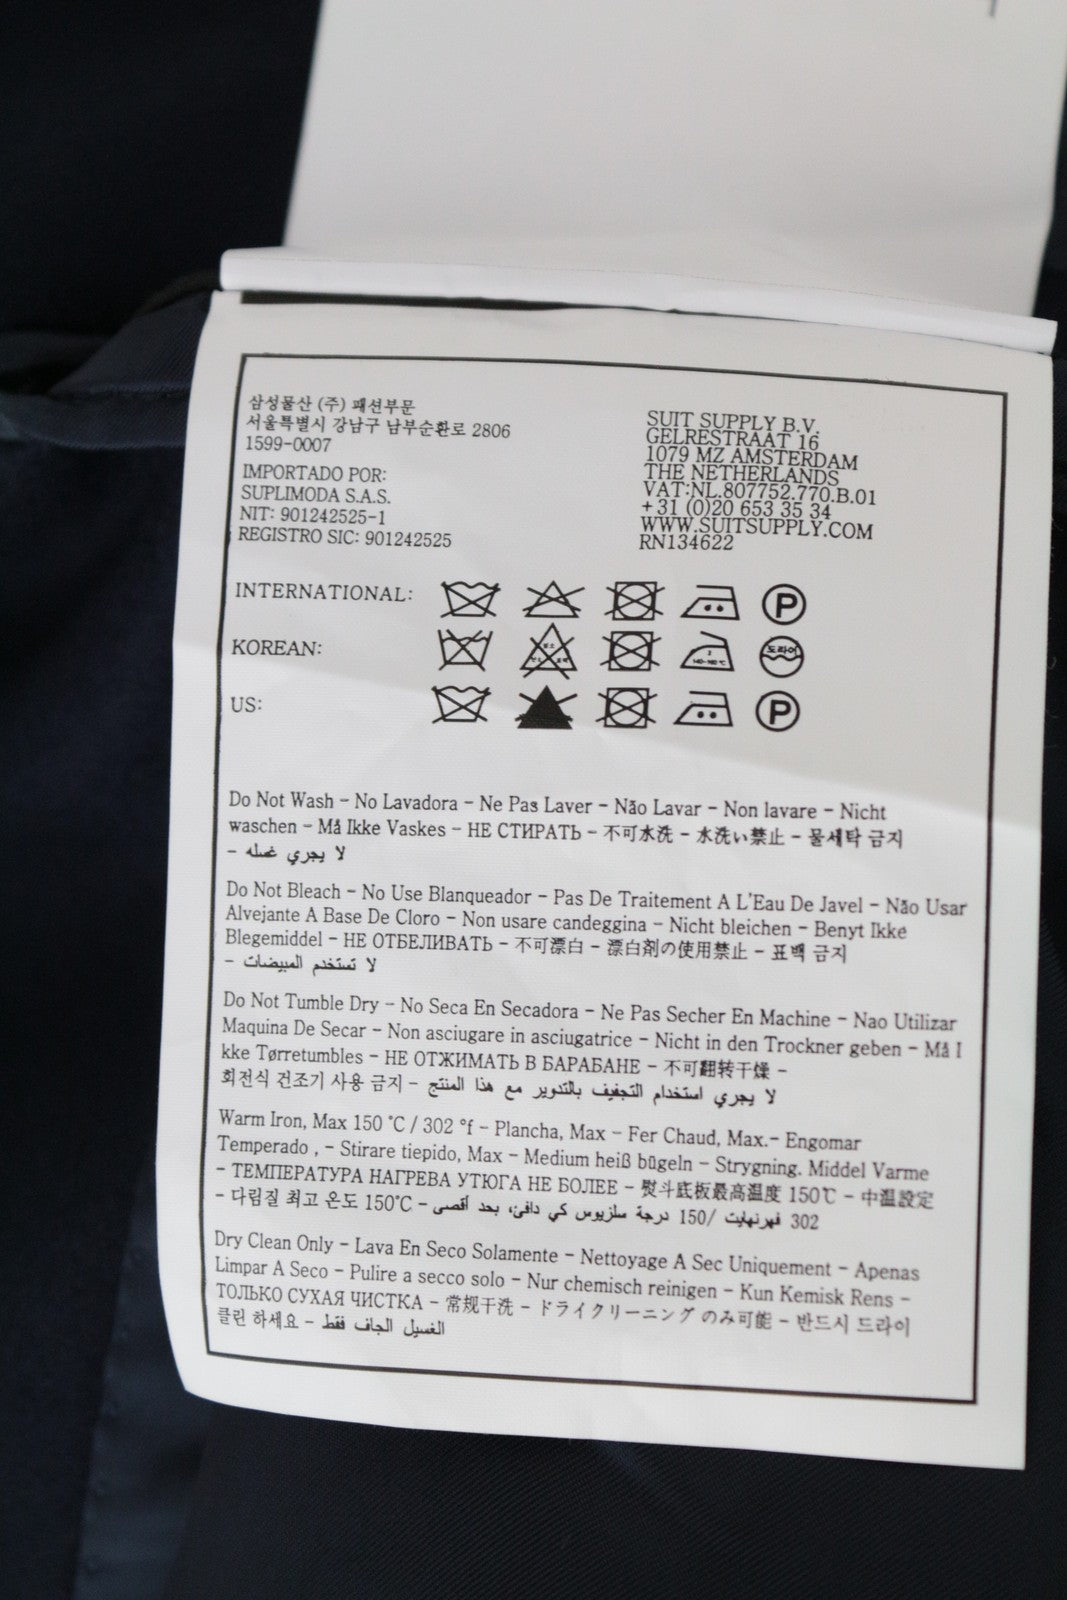 삼성물산 (주) 패션부문
서울특별시 강남구 남부순환로 2806
1599-0007
IMPORTADO POR:
SUPLIMODA S.A.S.
NIT: 901242525-1
REGISTRO SIC: 901242525
SUIT SUPPLY B.V.
GELRESTRAAT 16
1079 MZ AMSTERDAM
THE NETHERLANDS
VAT:NL.807752.770.B.01
+31 (0)20 653 35 34
WWW.SUITSUPPLY.COM
RN134622
INTERNATIONAL:
P
KOREAN:
드라이
US:
P
Do Not Wash - No Lavadora - Ne Pas Laver - Não Lavar - Non lavare - Nicht
waschen - Må Ikke Vaskes - НЕ СТИРАТЬ - 不可水洗 - 水洗い禁止 - 물세탁 금지
- لا يجري غسله
Do Not Bleach - No Use Blanqueador - Pas De Traitement A L'Eau De Javel - Não Usar
Alvejante A Base De Cloro - Non usare candeggina - Nicht bleichen - Benyt Ikke
Blegemiddel - НЕ ОТБЕЛИВАТЬ - 不可漂白 - 漂白剤の使用禁止 - 표백 금지
- لا تستخدم المبيضات
Do Not Tumble Dry - No Seca En Secadora - Ne Pas Secher En Machine - Nao Utilizar
Maquina De Secar - Non asciugare in asciugatrice - Nicht in den Trockner geben - Må I
kke Tørretumbles - НЕ ОТЖИМАТЬ В БАРАБАНЕ - 不可翻转干燥 -
회전식 건조기 사용 금지 - لا يجري استخدام التجفيف بالتدوير مع هذا المنتج
Warm Iron, Max 150 °C / 302 °f - Plancha, Max - Fer Chaud, Max.- Engomar
Temperado , - Stirare tiepido, Max - Medium heiß bügeln - Strygning. Middel Varme
- ТЕМПЕРАТУРА НАГРЕВА УТЮГА НЕ БОЛЕЕ - 熨斗底板最高温度 150℃ - 中温設定
- 다림질 최고 온도 150℃ - درجة سلزيوس كي دافئ، بحد أقصى 150/ فهرنهايت 302
Dry Clean Only - Lava En Seco Solamente - Nettoyage A Sec Uniquement - Apenas
Limpar A Seco - Pulire a secco solo - Nur chemisch reinigen - Kun Kemisk Rens -
ТОЛЬКО СУХАЯ ЧИСТКА - 常规干洗 - ドライクリーニング のみ可能 - 반드시 드라이
클린 하세요 - الغسيل الجاف فقط